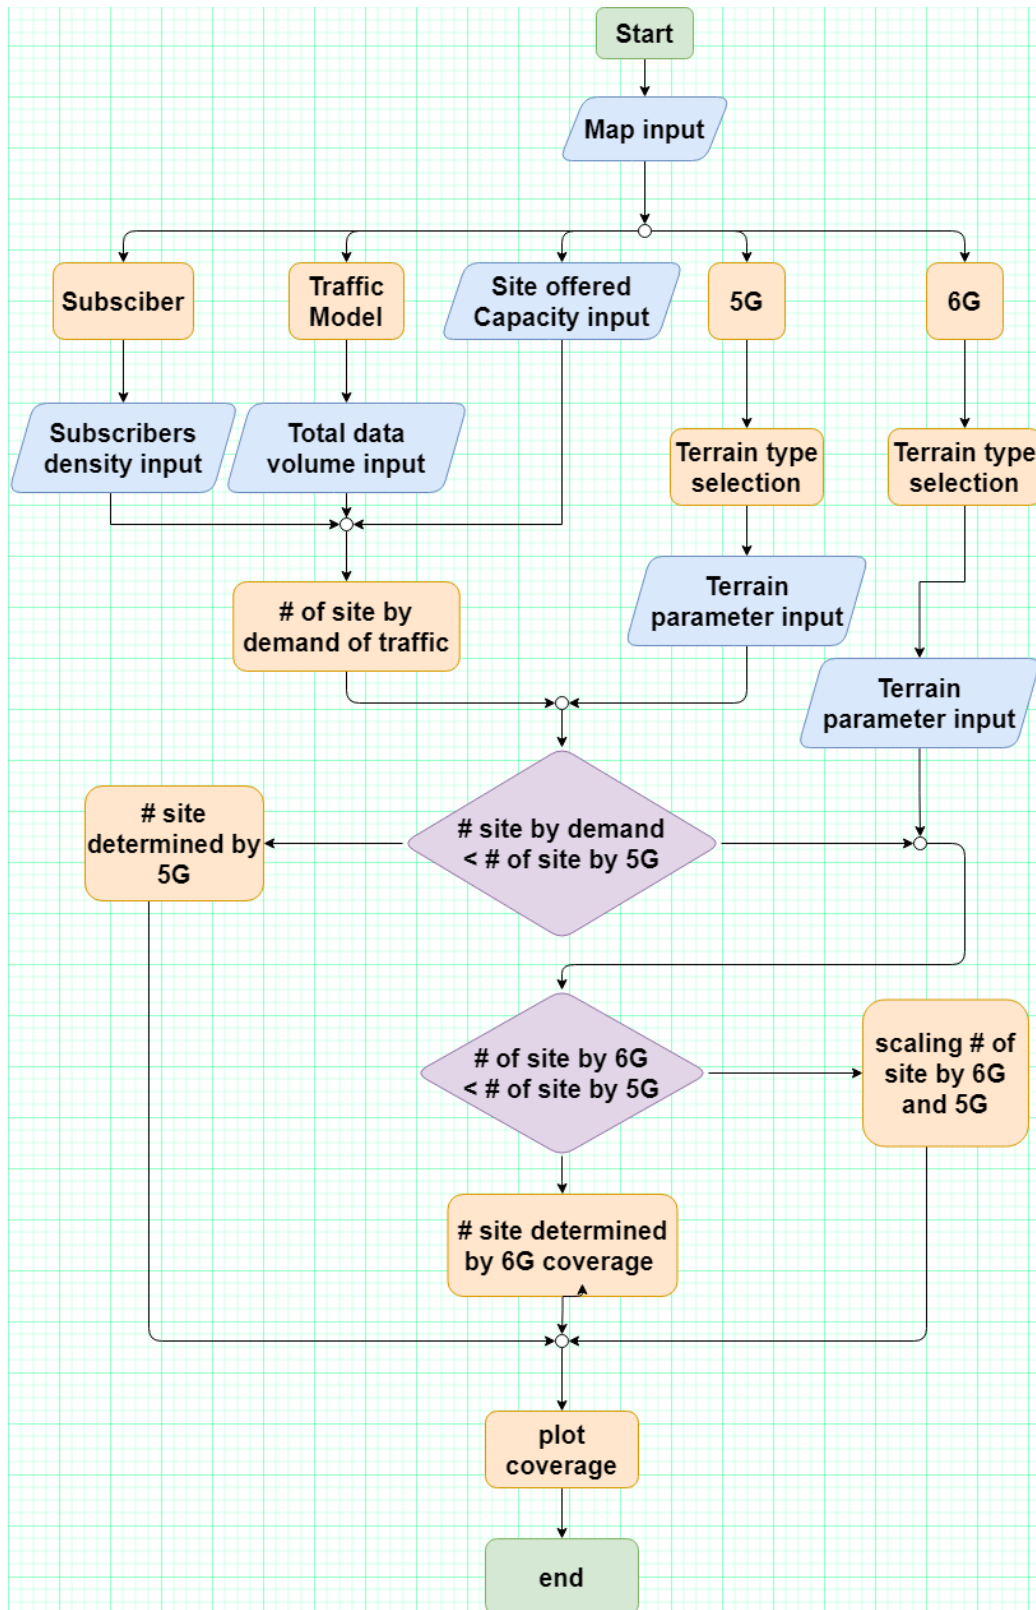 Start
Map input
Subsciber
Traffic
Model
Site offered
Capacity input
5G
6G
Subscribers
density input
Total data
volume input
Terrain type
selection
Terrain type
selection
# of site by
demand of traffic
Terrain
parameter input
Terrain
parameter input
# site
determined by
5G
# site by demand
< # of site by 5G
# of site by 6G
< # of site by 5G
scaling # of
site by 6G
and 5G
# site determined
by 6G coverage
plot
coverage
end